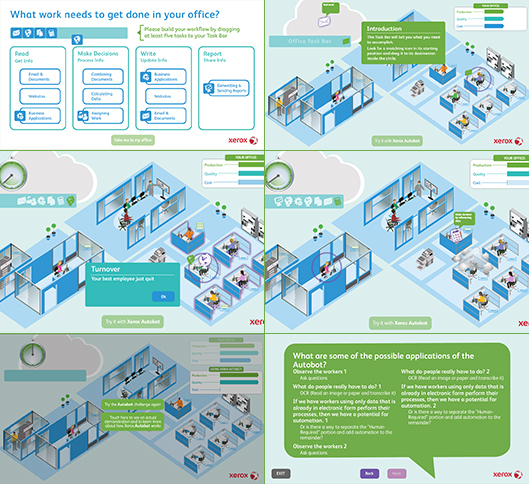 What work needs to get done in your office?
Please build your workflow by dragging
at least five tasks to your Task Bar
Read
Get Info
Email &
Documents
Websites
Business
Applications
Make Decisions
Process Info
Combining
Documents
Calculating
Data
Assigning
Work
Write
Update Info
Business
Applications
Websites
Email &
Documents
Report
Share Info
Generating &
Sending Reports
Take me to my office
xerox
Office Task Bar
Introduction
The Task Bar will tell you what you need
to accomplish.
Look for a matching icon in its starting
position and drag it to its destination
inside the circle.
YOUR OFFICE
Production
Quality
Cost
Try it with Xerox Autobot
xerox
YOUR OFFICE
Production
Quality
Cost
Turnover
Your best employee just quit
Ok
Try it with Xerox Autobot
xero
YOUR OFFICE
Production
Quality
Cost
Try it with Xerox Autobot
xero
Try the Autobot challenge again
Touch here to see an actual
demonstration and to learn more
about how Xerox Autobot works
xerox
What are some of the possible applications of the
Autobot?
Observe the workers 1
Ask questions
What do people really have to do? 1
OCR (Read an image or paper and transcribe it)
If we have workers using only data that is
already in electronic form perform their
processes, then we have a potential for
automation. 1
Or is there a way to separate the "Human-
Required" portion and add automation to the
remainder?
Observe the workers 2
Ask questions
What do people really have to do? 2
OCR (Read an image or paper and transcribe it)
If we have workers using only data that is
already in electronic form perform their
processes, then we have a potential for
automation. 2
Or is there a way to separate the "Human-
Required" portion and add automation to the
remainder?
EXIT
Back
Next
xerox